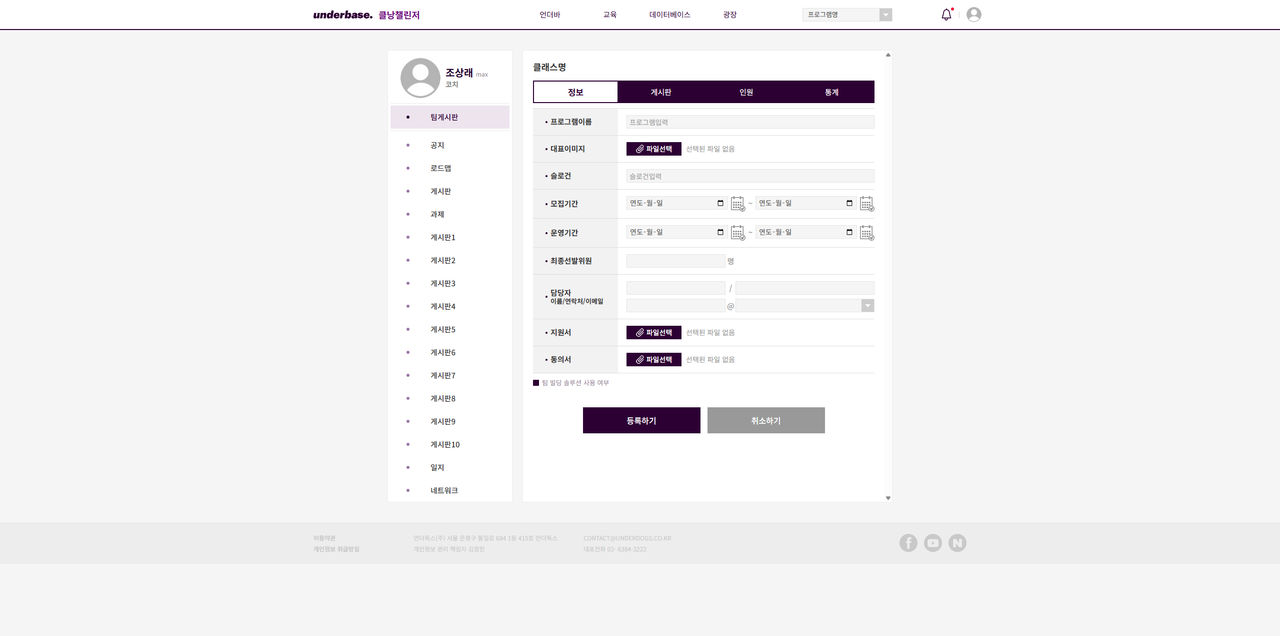 underbase. 클낭챌린저
언더바 교육 데이터베이스 광장
프로그램명
조상래 max
코치
팀게시판
공지
로드맵
게시판
과제
게시판1
게시판2
게시판3
게시판4
게시판5
게시판6
게시판7
게시판8
게시판9
게시판10
일지
네트워크
클래스명
정보 게시판 인원 통계
프로그램이름 프로그램입력
대표이미지 파일선택 선택된 파일 없음
슬로건 슬로건입력
모집기간 연도-월-일 ~ 연도-월-일
운영기간 연도-월-일 ~ 연도-월-일
최종선발위원 명
담당자 /
이름/연락처/이메일 @
지원서 파일선택 선택된 파일 없음
동의서 파일선택 선택된 파일 없음
팀 빌딩 솔루션 사용 여부
등록하기 취소하기
이용약관 언더독스(주) 서울 은평구 통일로 684 1동 415호 언더독스 CONTACT@UNDERDOGS.CO.KR
개인정보 취급방침 개인정보 관리 책임자 대표전화 02- 6384-3222